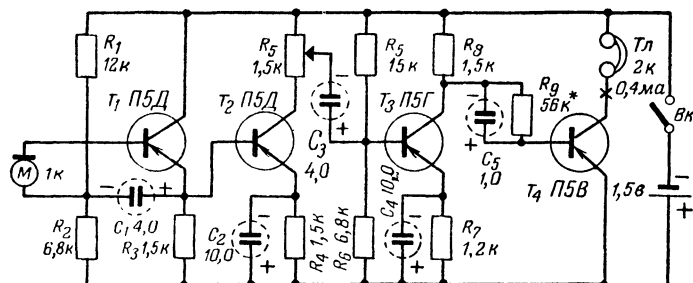 R1
12к
T1 П5Д
R5
1,5к
T2 П5Д
C3
4,0
R5
15к
R8
1,5к
T3 П5Г
R9
56к*
Тл
2к
0,4ма
Вк
М
1к
C5
1,0
T4 П5В
1,5в
R2
6,8к
C1 4,0
R3 1,5к
C2
10,0
R4 1,5к
R6 6,8к
C4 10,0
R7
1,2к